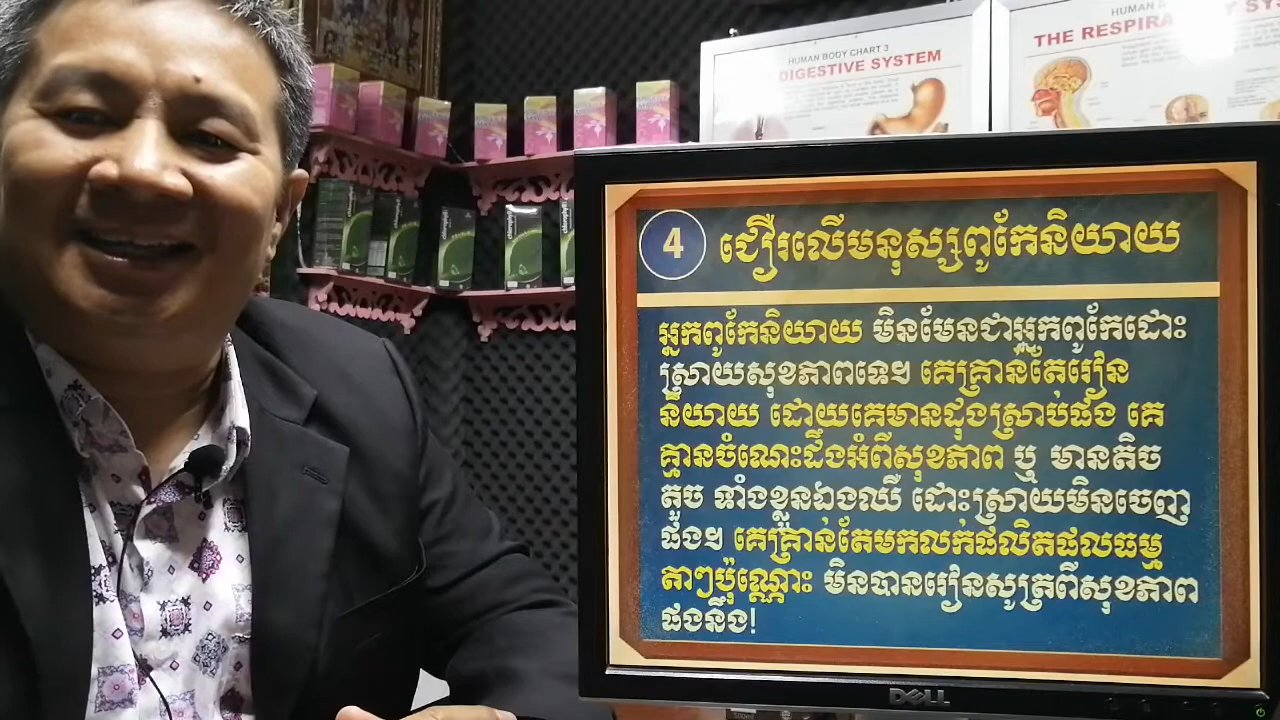 HUMAN BODY CHART 3
DIGESTIVE SYSTEM
HUMAN
THE RESPIRA
4
ជឿរលើមនុស្សពូកែនិយាយ
អ្នកពូកែនិយាយ មិនមែនជាអ្នកពូកែដោះ
ស្រាយសុខភាពទេ។ គេគ្រាន់តែរៀន
និយាយ ដោយគេមានដុងស្រាប់ផង គេ
គ្មានចំណេះដឹងអំពីសុខភាព ឬ មានតិច
តួច ទាំងខ្លួនឯងឈឺ ដោះស្រាយមិនចេញ
ផង។ គេគ្រាន់តែមកលក់ផលិតផលធម្ម
តាៗប៉ុណ្ណោះ មិនបានរៀនសូត្រពីសុខភាព
ផងនឹង!
DELL